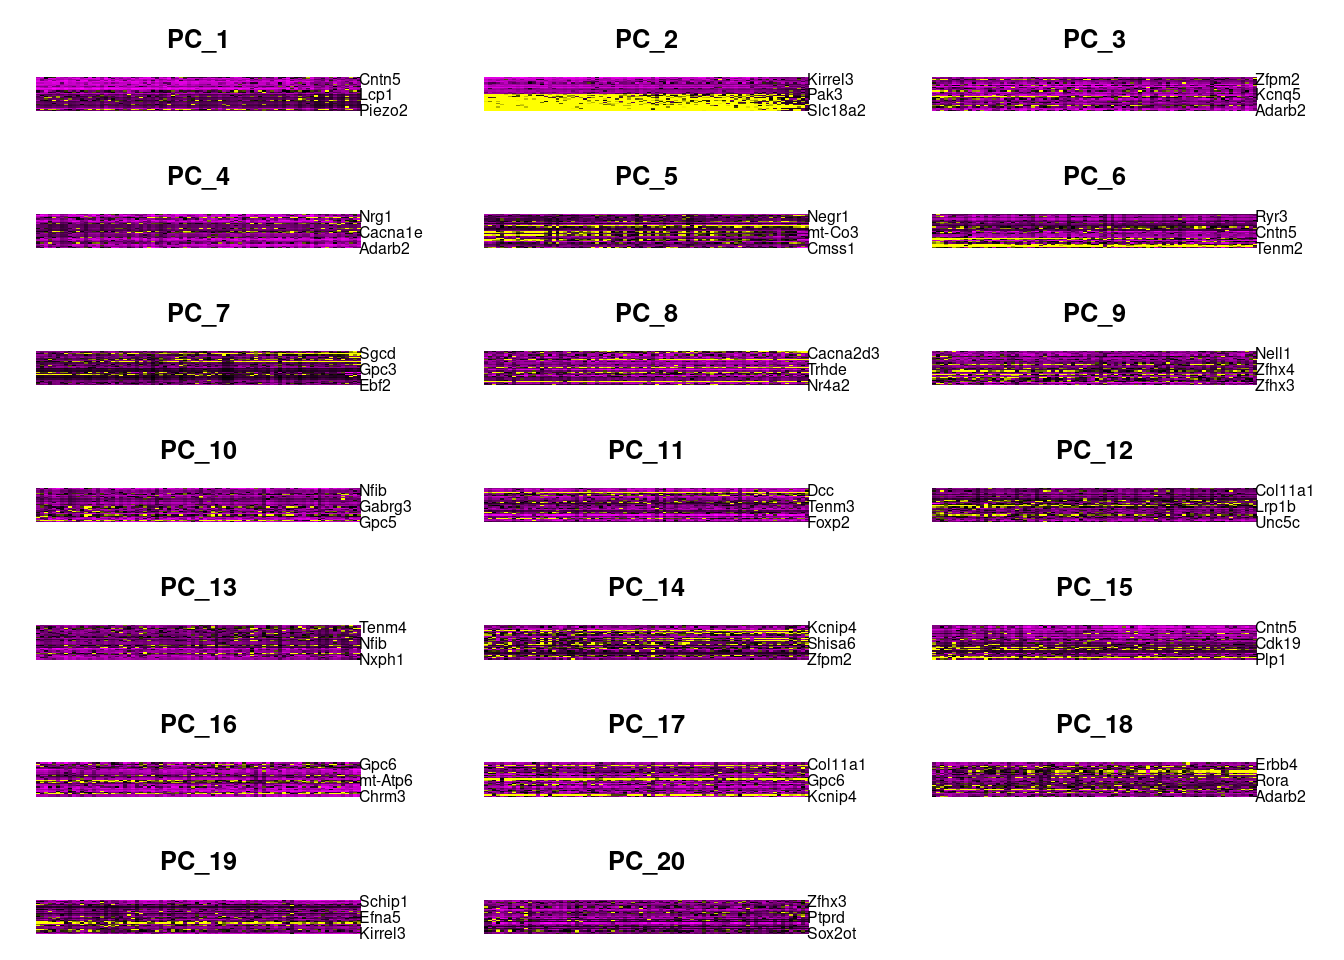 PC_1
Cntn5
Lcp1
Piezo2
PC_2
Kirrel3
Pak3
Slc18a2
PC_3
Zfpm2
Kcnq5
Adarb2
PC_4
Nrg1
Cacna1e
Adarb2
PC_5
Negr1
mt-Co3
Cmss1
PC_6
Ryr3
Cntn5
Tenm2
PC_7
Sgcd
Gpc3
Ebf2
PC_8
Cacna2d3
Trhde
Nr4a2
PC_9
Nell1
Zfhx4
Zfhx3
PC_10
Nfib
Gabrg3
Gpc5
PC_11
Dcc
Tenm3
Foxp2
PC_12
Col11a1
Lrp1b
Unc5c
PC_13
Tenm4
Nfib
Nxph1
PC_14
Kcnip4
Shisa6
Zfpm2
PC_15
Cntn5
Cdk19
Plp1
PC_16
Gpc6
mt-Atp6
Chrm3
PC_17
Col11a1
Gpc6
Kcnip4
PC_18
Erbb4
Rora
Adarb2
PC_19
Schip1
Efna5
Kirrel3
PC_20
Zfhx3
Ptprd
Sox2ot